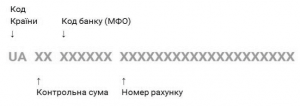 Код
Країни
Код банку (МФО)
↓ ↓
UA XX XXXXXX XXXXXXXXXXXXXXXXXXX
↑ ↑
Контрольна сума Номер рахунку